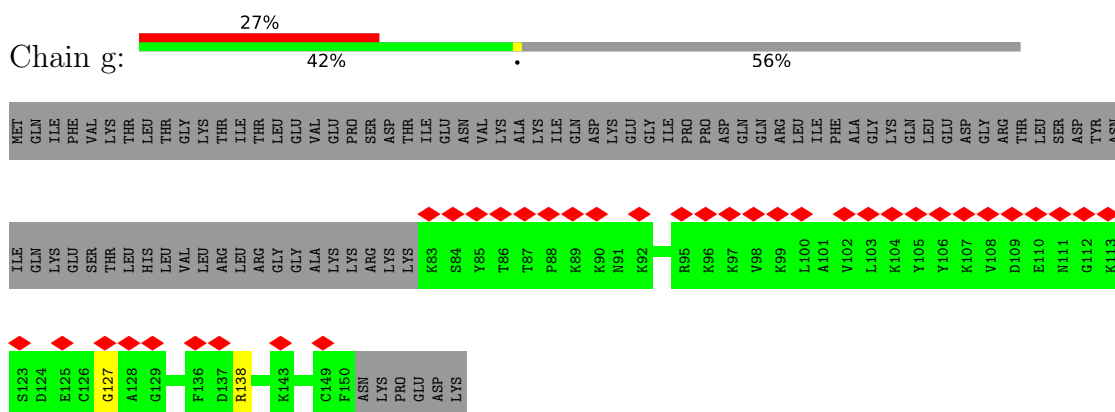 Chain g:
27%
42%
•
56%
MET GLN ILE PHE VAL LYS THR LEU THR GLY LYS THR ILE THR LEU GLU VAL GLU PRO SER ASP THR ILE GLU ASN VAL LYS ALA LYS ILE GLN ASP LYS GLU GLY ILE PRO PRO ASP GLN GLN ARG LEU ILE PHE ALA GLY LYS GLN LEU GLU ASP GLY ARG THR LEU SER ASP TYR ASN
ILE GLN LYS GLU SER THR LEU HIS LEU VAL LEU ARG LEU ARG GLY GLY ALA LYS LYS ARG LYS LYS K83 S84 Y85 T86 T87 P88 K89 K90 N91 K92 R95 K96 K97 V98 K99 L100 A101 V102 L103 K104 Y105 Y106 K107 V108 D109 E110 N111 G112 K113
S123 D124 E125 C126 G127 A128 G129 F136 D137 R138 K143 C149 F150 ASN LYS PRO GLU ASP LYS